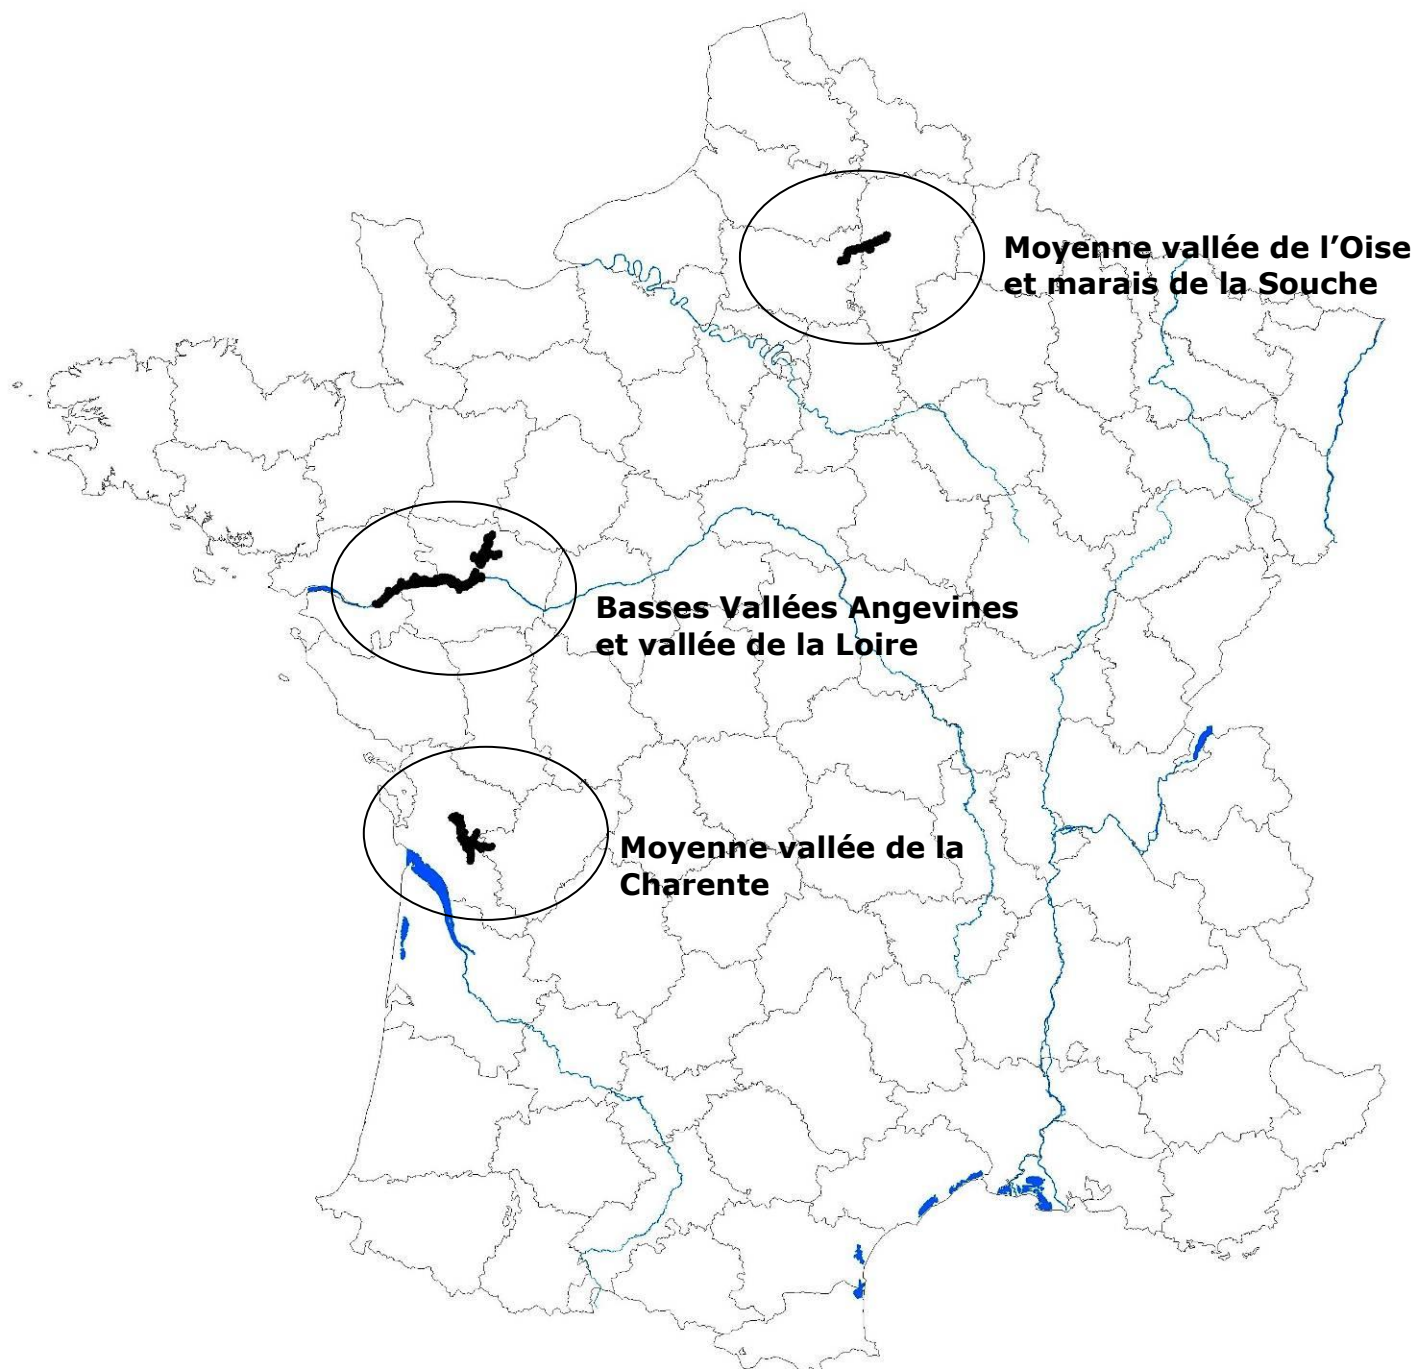 Moyenne vallée de l’Oise
et marais de la Souche
Basses Vallées Angevines
et vallée de la Loire
Moyenne vallée de la
Charente